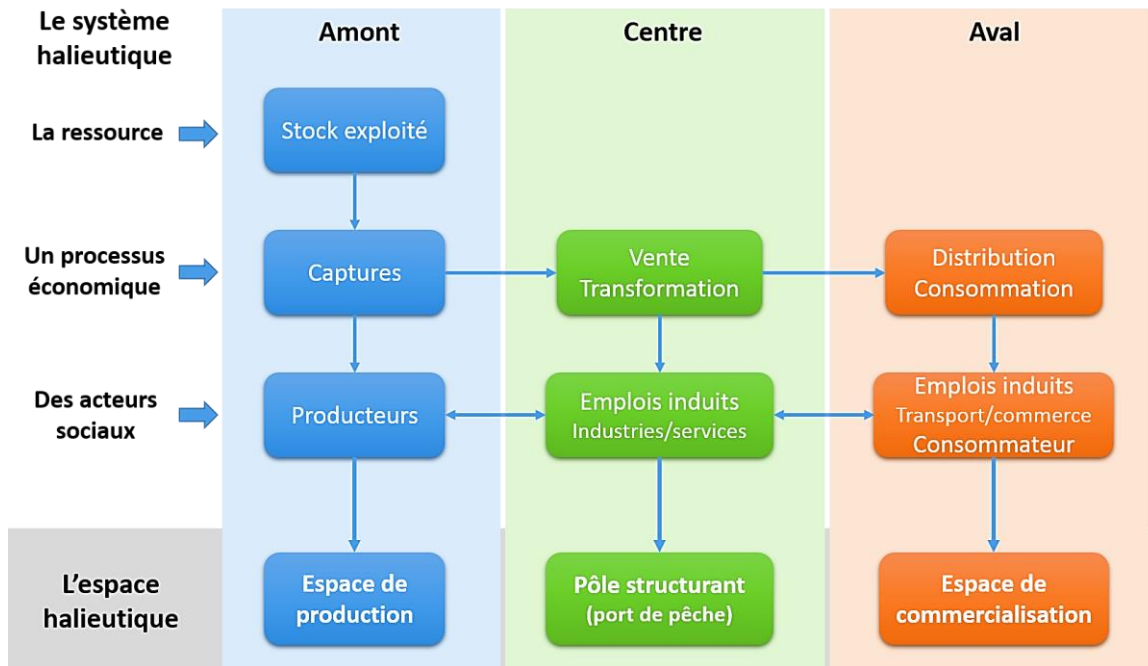 Le système
halieutique
Amont
Centre
Aval
La ressource
Stock exploité
Un processus
économique
Captures
Vente
Transformation
Distribution
Consommation
Des acteurs
sociaux
Producteurs
Emplois induits
Industries/services
Emplois induits
Transport/commerce
Consommateur
L’espace
halieutique
Espace de
production
Pôle structurant
(port de pêche)
Espace de
commercialisation